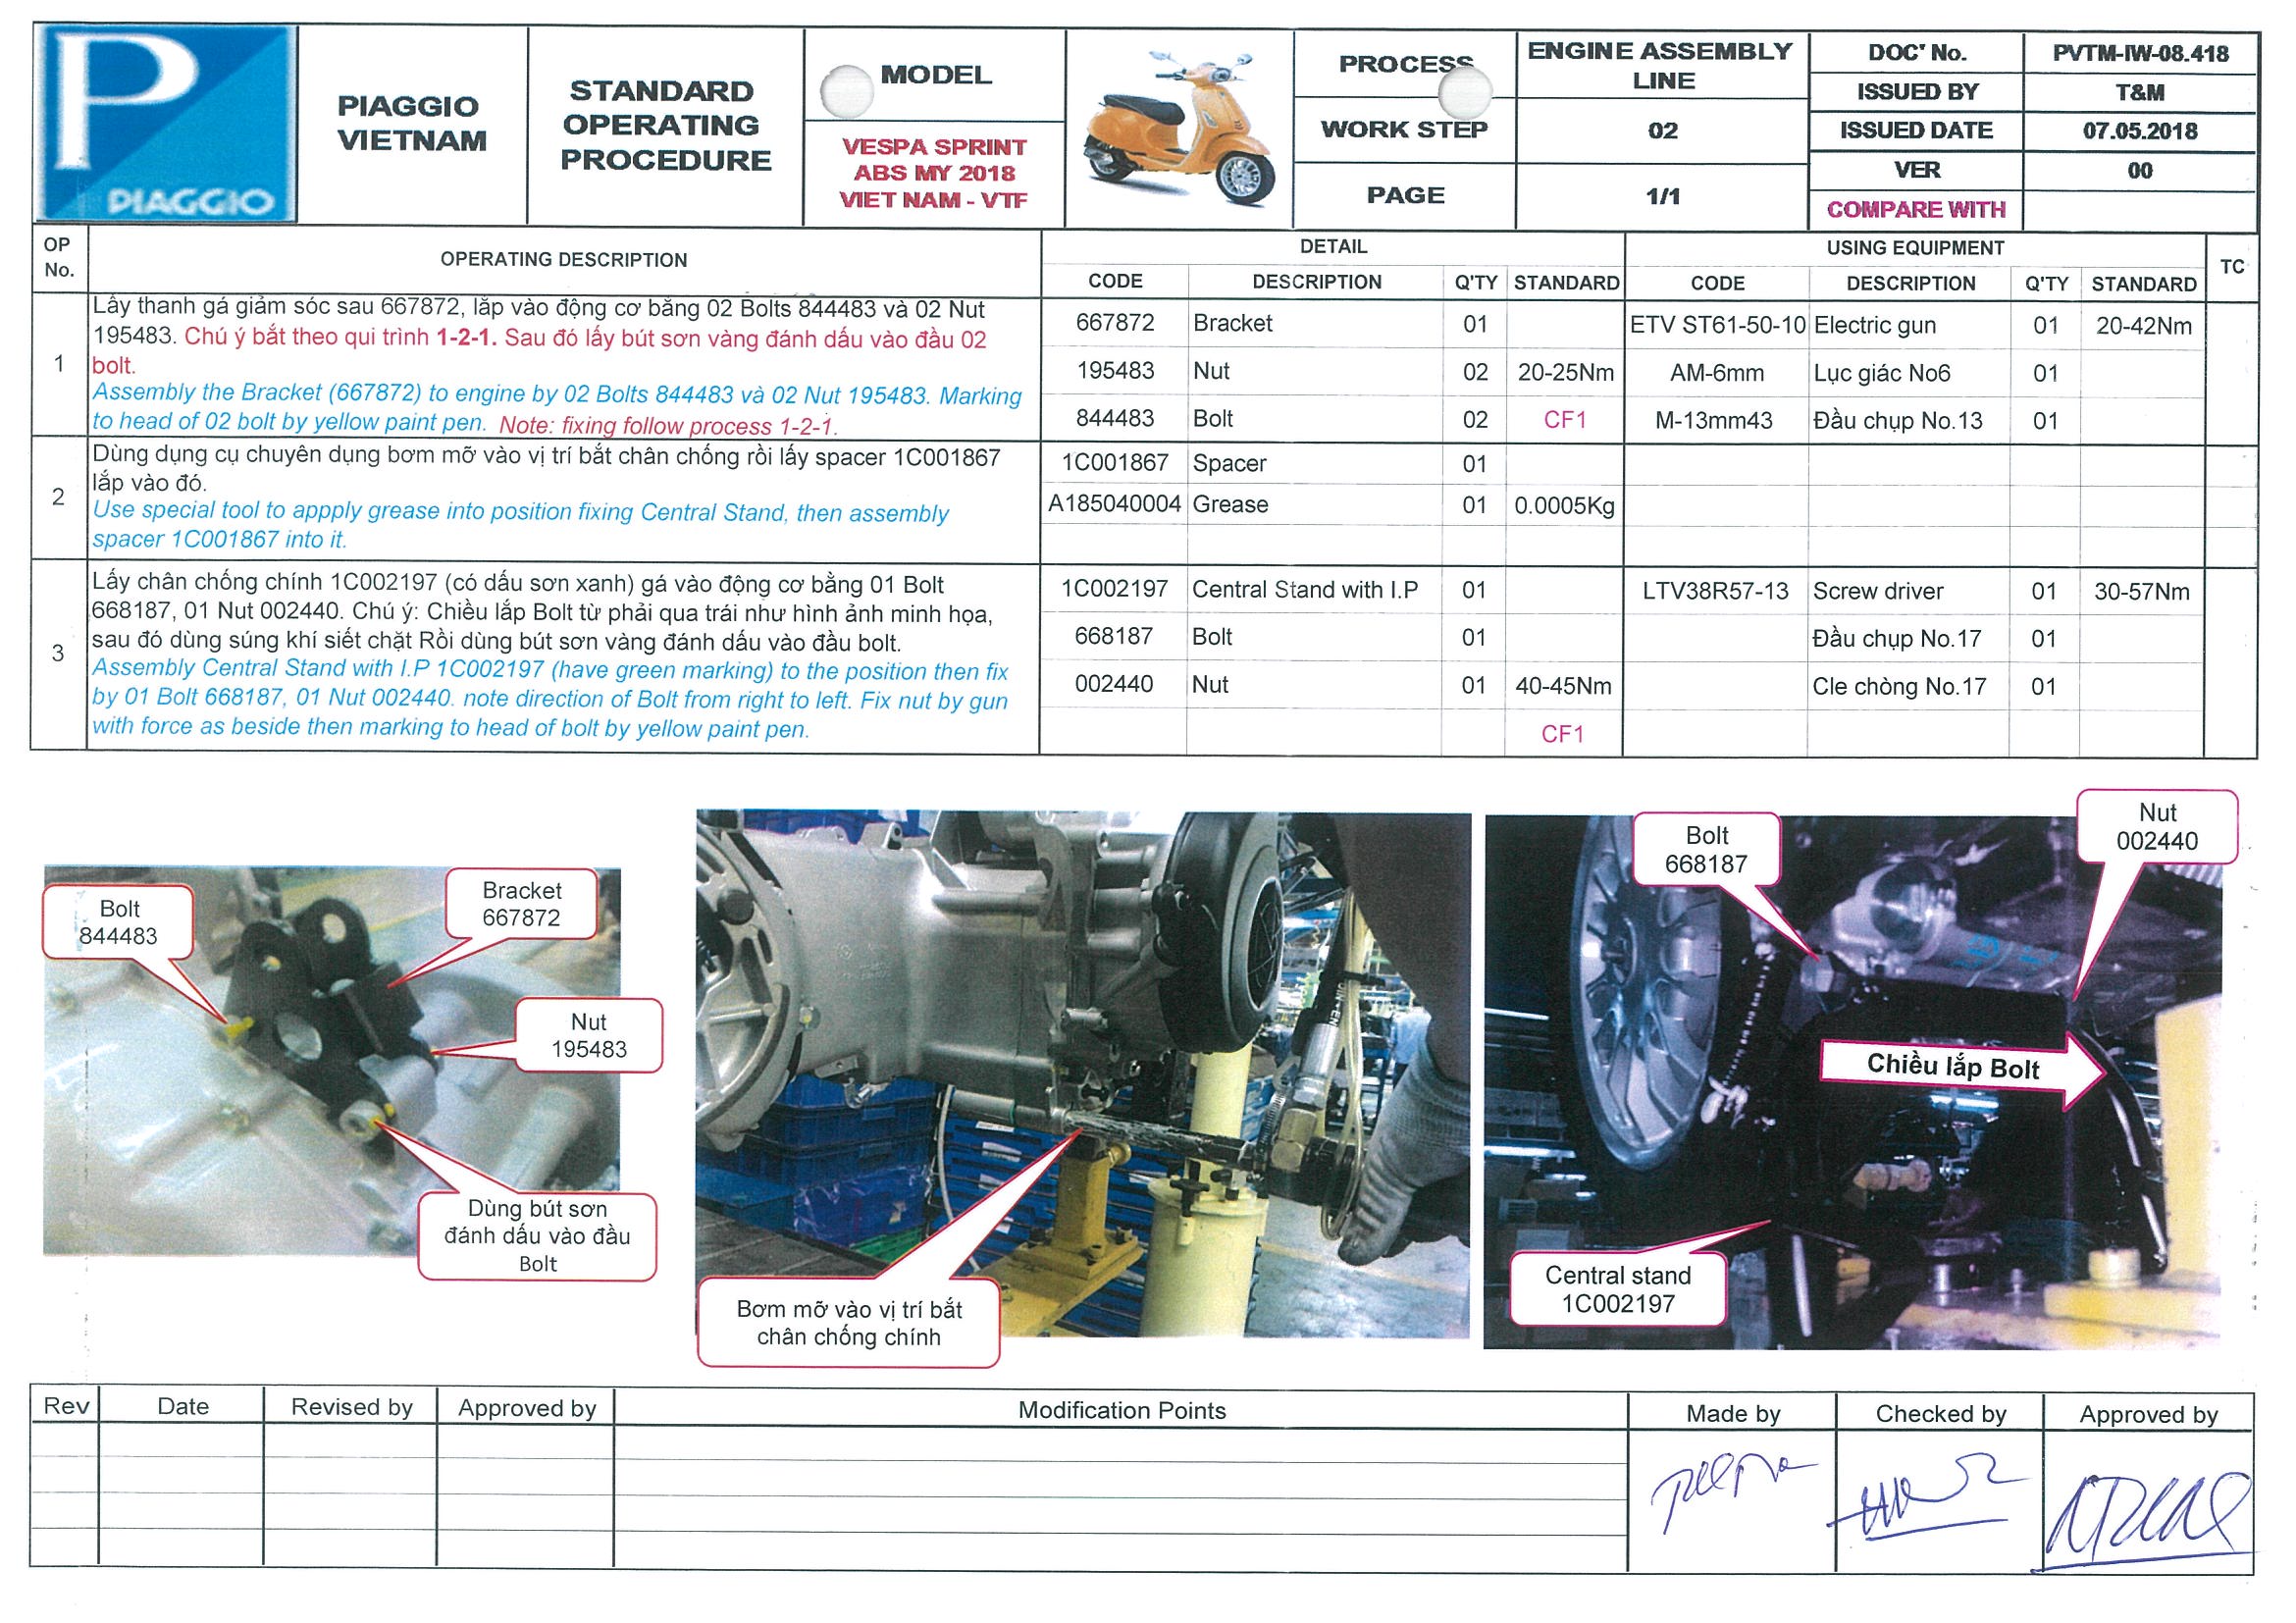 PIAGGIO
PIAGGIO
VIETNAM
STANDARD
OPERATING
PROCEDURE
MODEL
VESPA SPRINT
ABS MY 2018
VIET NAM - VTF
PROCESS
ENGINE ASSEMBLY
LINE
WORK STEP
02
PAGE
1/1
DOC' No.
PVTM-IW-08.418
ISSUED BY
T&M
ISSUED DATE
07.05.2018
VER
00
COMPARE WITH
OP
No.
OPERATING DESCRIPTION
DETAIL
USING EQUIPMENT
TC
CODE DESCRIPTION Q'TY STANDARD CODE DESCRIPTION Q'TY STANDARD
1
Lấy thanh gá giảm sóc sau 667872, lắp vào động cơ bằng 02 Bolts 844483 và 02 Nut
195483. Chú ý bắt theo qui trình 1-2-1. Sau đó lấy bút sơn vàng đánh dấu vào đầu 02
bolt.
Assembly the Bracket (667872) to engine by 02 Bolts 844483 và 02 Nut 195483. Marking
to head of 02 bolt by yellow paint pen. Note: fixing follow process 1-2-1.
667872 Bracket 01 ETV ST61-50-10 Electric gun 01 20-42Nm
195483 Nut 02 20-25Nm AM-6mm Lục giác No6 01
844483 Bolt 02 CF1 M-13mm43 Đầu chụp No.13 01
2
Dùng dụng cụ chuyên dụng bơm mỡ vào vị trí bắt chân chống rồi lấy spacer 1C001867
lắp vào đó.
Use special tool to appply grease into position fixing Central Stand, then assembly
spacer 1C001867 into it.
1C001867 Spacer 01
A185040004 Grease 01 0.0005Kg
3
Lấy chân chống chính 1C002197 (có dấu sơn xanh) gá vào động cơ bằng 01 Bolt
668187, 01 Nut 002440. Chú ý: Chiều lắp Bolt từ phải qua trái như hình ảnh minh họa,
sau đó dùng súng khí siết chặt Rồi dùng bút sơn vàng đánh dấu vào đầu bolt.
Assembly Central Stand with I.P 1C002197 (have green marking) to the position then fix
by 01 Bolt 668187, 01 Nut 002440. note direction of Bolt from right to left. Fix nut by gun
with force as beside then marking to head of bolt by yellow paint pen.
1C002197 Central Stand with I.P 01 LTV38R57-13 Screw driver 01 30-57Nm
668187 Bolt 01 Đầu chụp No.17 01
002440 Nut 01 40-45Nm Cle chòng No.17 01
CF1
Bolt
844483
Bracket
667872
Nut
195483
Dùng bút sơn
đánh dấu vào đầu
Bolt
Bơm mỡ vào vị trí bắt
chân chống chính
Bolt
668187
Nut
002440
Chiều lắp Bolt
Central stand
1C002197
Rev Date Revised by Approved by Modification Points Made by Checked by Approved by